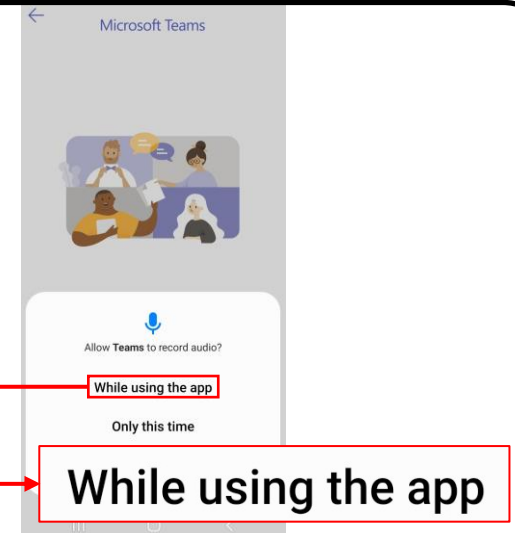 Microsoft Teams
Allow Teams to record audio?
While using the app
Only this time
While using the app